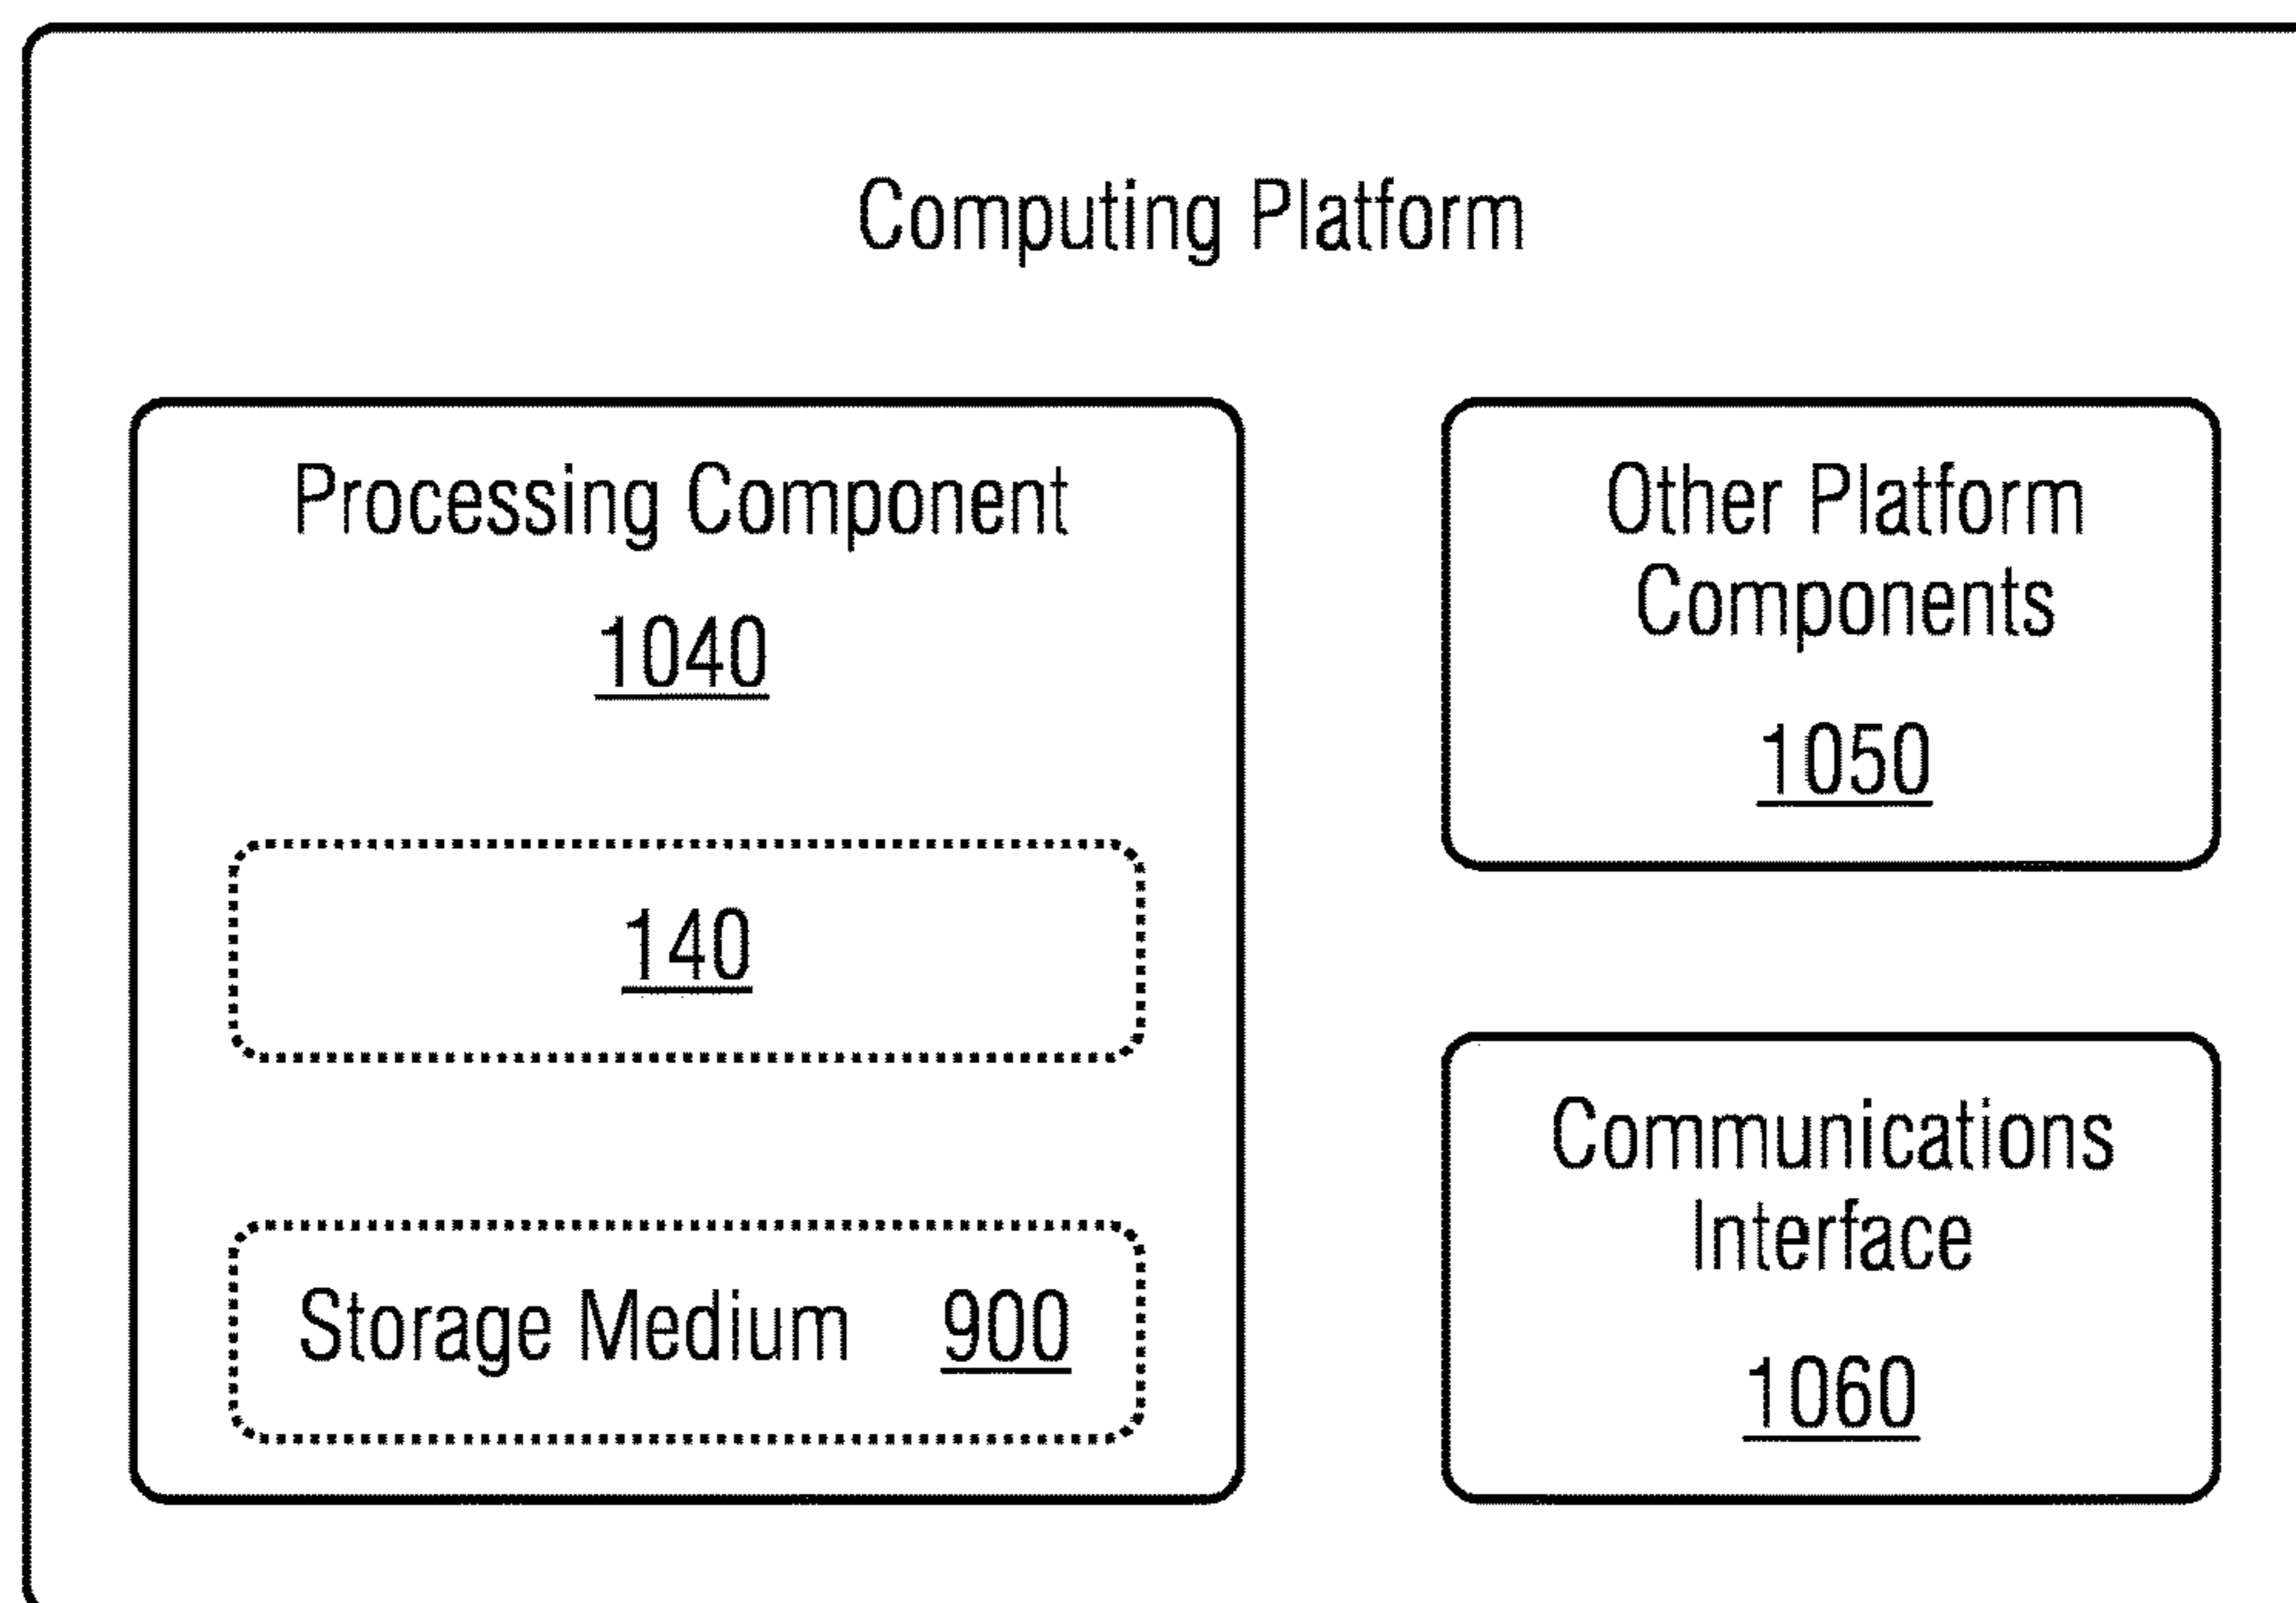 Computing Platform
Processing Component
1040
140
Storage Medium 900
Other Platform
Components
1050
Communications
Interface
1060